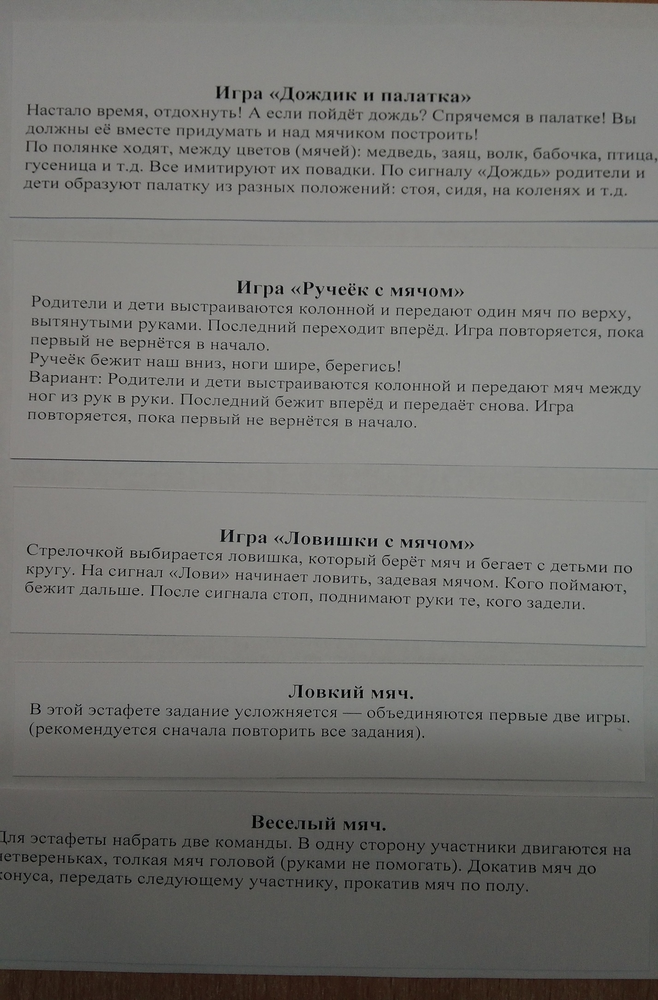 Игра «Дождик и палатка»
Настало время, отдохнуть! А если пойдёт дождь? Спрячемся в палатке! Вы
должны её вместе придумать и над мячиком построить!
По полянке ходят, между цветов (мячей): медведь, заяц, волк, бабочка, птица,
гусеница и т.д. Все имитируют их повадки. По сигналу «Дождь» родители и
дети образуют палатку из разных положений: стоя, сидя, на коленях и т.д.
Игра «Ручеёк с мячом»
Родители и дети выстраиваются колонной и передают один мяч по верху,
вытянутыми руками. Последний переходит вперёд. Игра повторяется, пока
первый не вернётся в начало.
Ручеёк бежит наш вниз, ноги шире, берегись!
Вариант: Родители и дети выстраиваются колонной и передают мяч между
ног из рук в руки. Последний бежит вперёд и передаёт снова. Игра
повторяется, пока первый не вернётся в начало.
Игра «Ловишки с мячом»
Стрелочкой выбирается ловишка, который берёт мяч и бегает с детьми по
кругу. На сигнал «Лови» начинает ловить, задевая мячом. Кого поймают,
бежит дальше. После сигнала стоп, поднимают руки те, кого задели.
Ловкий мяч.
В этой эстафете задание усложняется — объединяются первые две игры.
(рекомендуется сначала повторить все задания).
Веселый мяч.
Для эстафеты набрать две команды. В одну сторону участники двигаются на
четвереньках, толкая мяч головой (руками не помогать). Докатив мяч до
конуса, передать следующему участнику, прокатив мяч по полу.